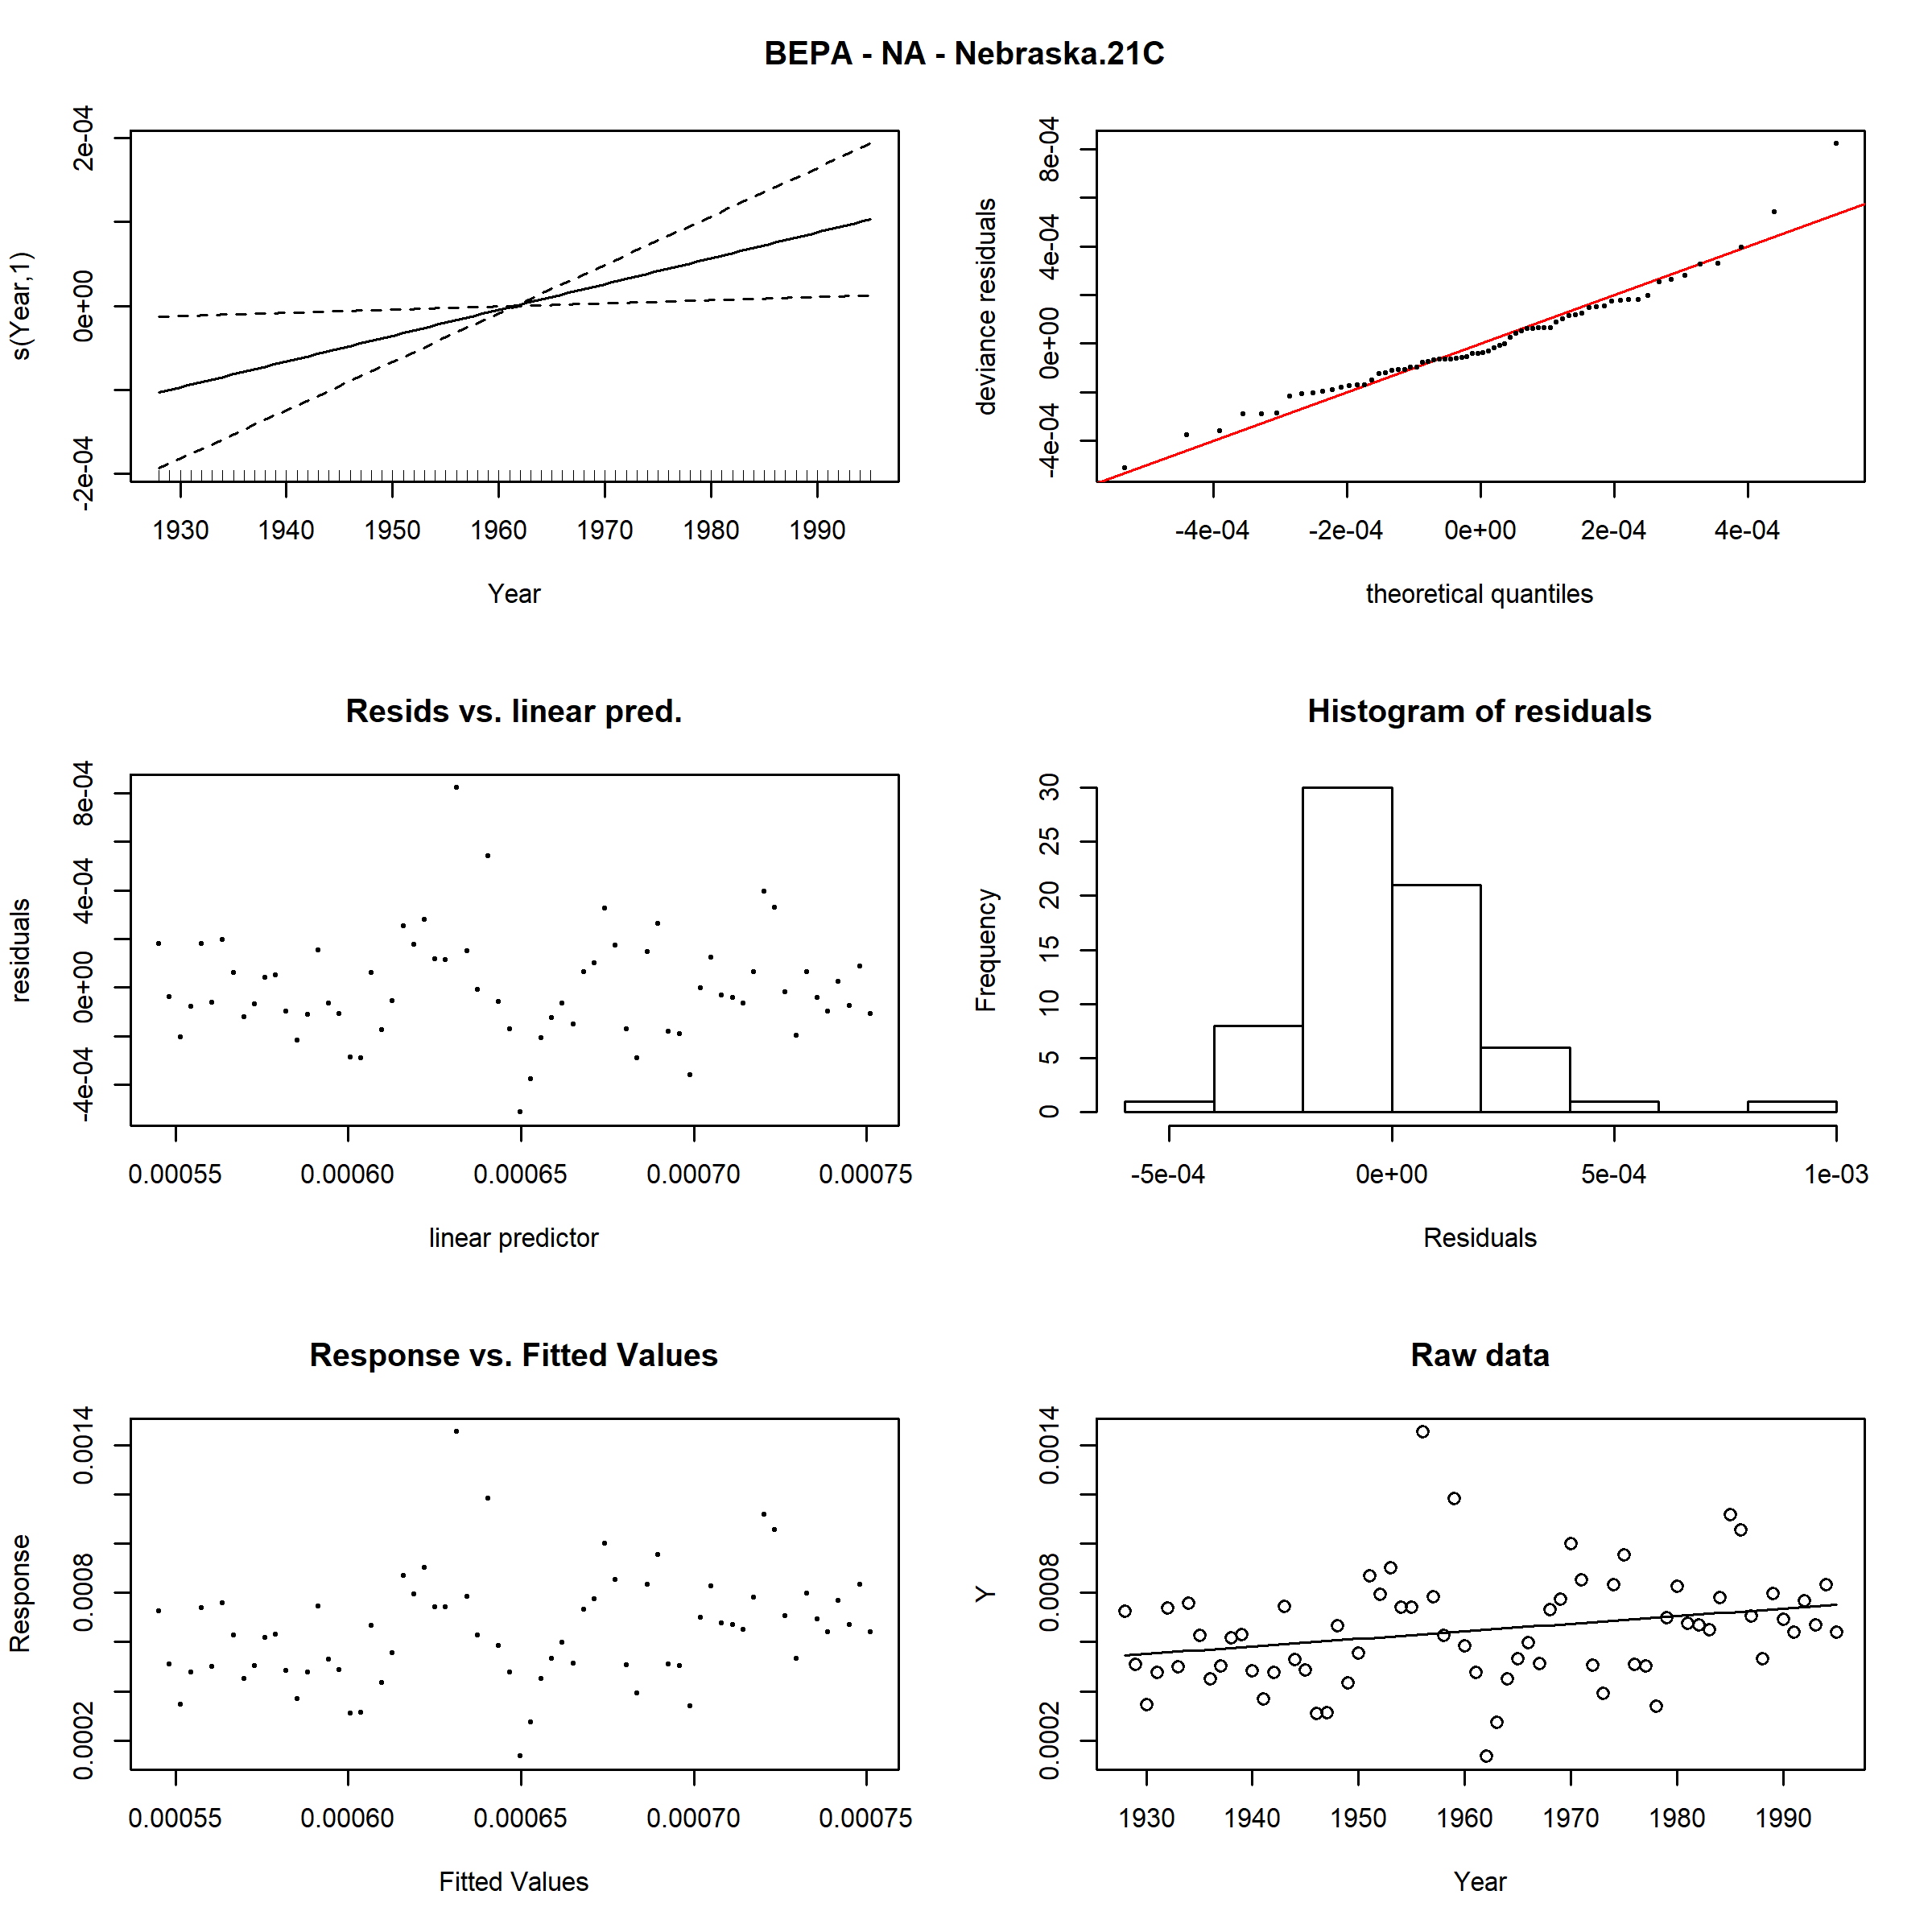 BEPA - NA - Nebraska.21C
s(Year,1)
-2e-04 0e+00 2e-04
1930 1940 1950 1960 1970 1980 1990
Year
deviance residuals
-4e-04 0e+00 4e-04 8e-04
-4e-04 -2e-04 0e+00 2e-04 4e-04
theoretical quantiles
Resids vs. linear pred.
residuals
-4e-04 0e+00 4e-04 8e-04
0.00055 0.00060 0.00065 0.00070 0.00075
linear predictor
Histogram of residuals
Frequency
0 5 10 15 20 25 30
-5e-04 0e+00 5e-04 1e-03
Residuals
Response vs. Fitted Values
Response
0.0002 0.0008 0.0014
0.00055 0.00060 0.00065 0.00070 0.00075
Fitted Values
Raw data
Y
0.0002 0.0008 0.0014
1930 1940 1950 1960 1970 1980 1990
Year